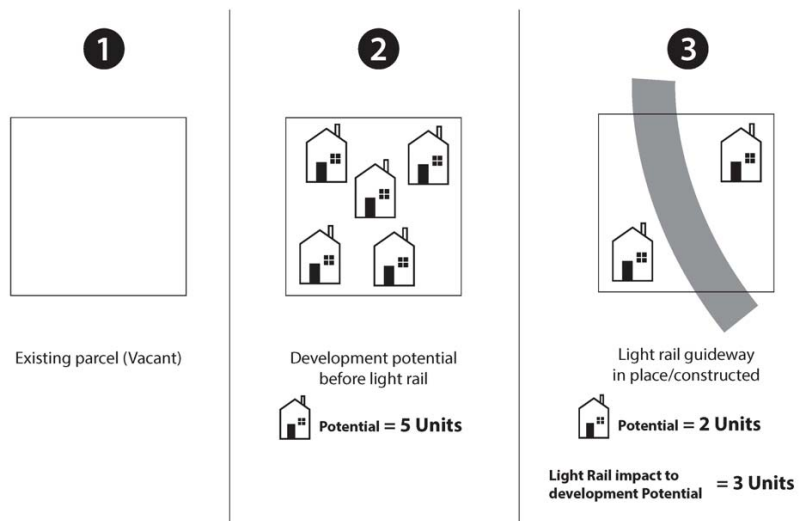 1
Existing parcel (Vacant)
2
Development potential
before light rail
Potential = 5 Units
3
Light rail guideway
in place/constructed
Potential = 2 Units
Light Rail impact to
development Potential = 3 Units